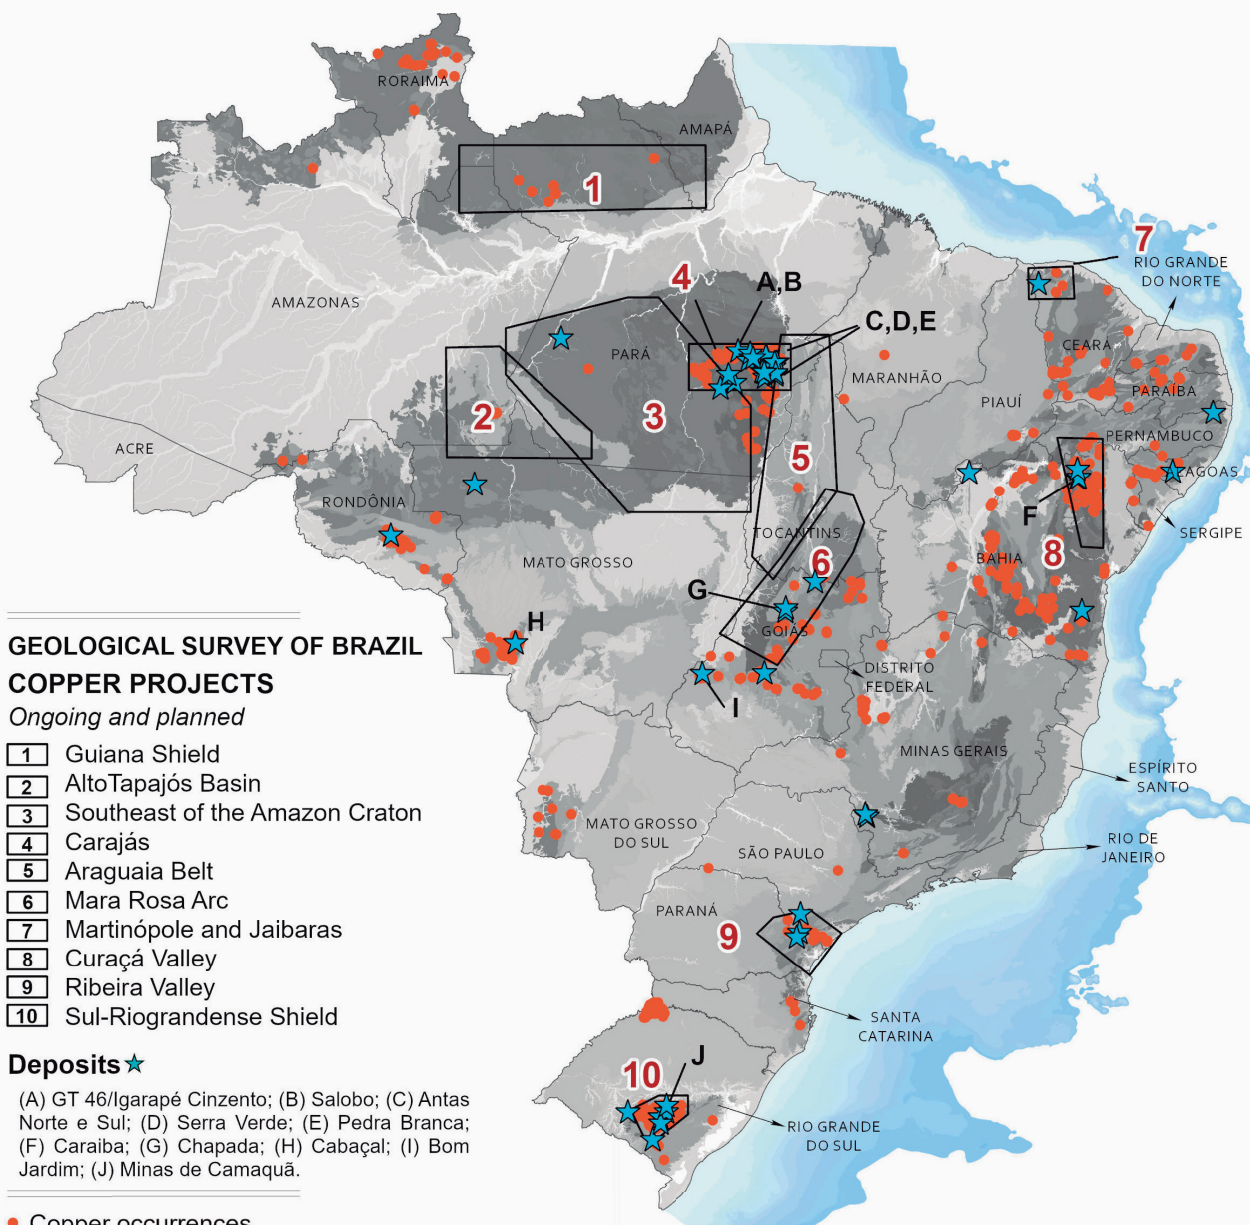 RORAIMA
AMAPÁ
1
7
RIO GRANDE
DO NORTE
4
A,B
AMAZONAS
C,D,E
PARÁ
CEARÁ
MARANHÃO
PARAÍBA
PIAUÍ
2
3
PERNAMBUCO
ACRE
5
ALAGOAS
RONDÔNIA
F
TOCANTINS
SERGIPE
MATO GROSSO
6
BAHIA
8
G
H
GOIÁS
DISTRITO
FEDERAL
I
MINAS GERAIS
ESPÍRITO
SANTO
MATO GROSSO
DO SUL
SÃO PAULO
RIO DE
JANEIRO
PARANÁ
9
SANTA
CATARINA
10
J
RIO GRANDE
DO SUL
GEOLOGICAL SURVEY OF BRAZIL
COPPER PROJECTS
Ongoing and planned
1 Guiana Shield
2 AltoTapajós Basin
3 Southeast of the Amazon Craton
4 Carajás
5 Araguaia Belt
6 Mara Rosa Arc
7 Martinópole and Jaibaras
8 Curaçá Valley
9 Ribeira Valley
10 Sul-Riograndense Shield
Deposits
(A) GT 46/Igarapé Cinzento; (B) Salobo; (C) Antas
Norte e Sul; (D) Serra Verde; (E) Pedra Branca;
(F) Caraiba; (G) Chapada; (H) Cabaçal; (I) Bom
Jardim; (J) Minas de Camaquã.
Copper occurrences